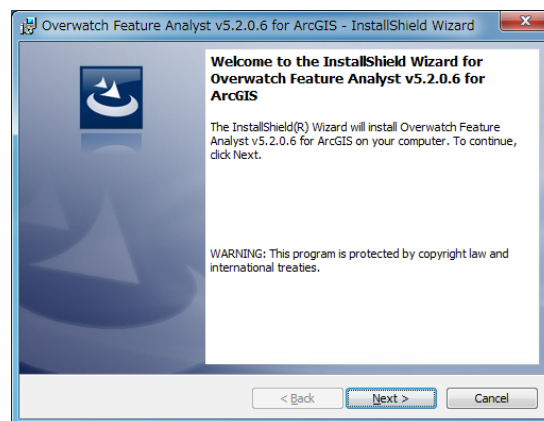 Overwatch Feature Analyst v5.2.0.6 for ArcGIS - InstallShield Wizard
Welcome to the InstallShield Wizard for
Overwatch Feature Analyst v5.2.0.6 for
ArcGIS
The InstallShield(R) Wizard will install Overwatch Feature
Analyst v5.2.0.6 for ArcGIS on your computer. To continue,
click Next.
WARNING: This program is protected by copyright law and
international treaties.
< Back Next > Cancel